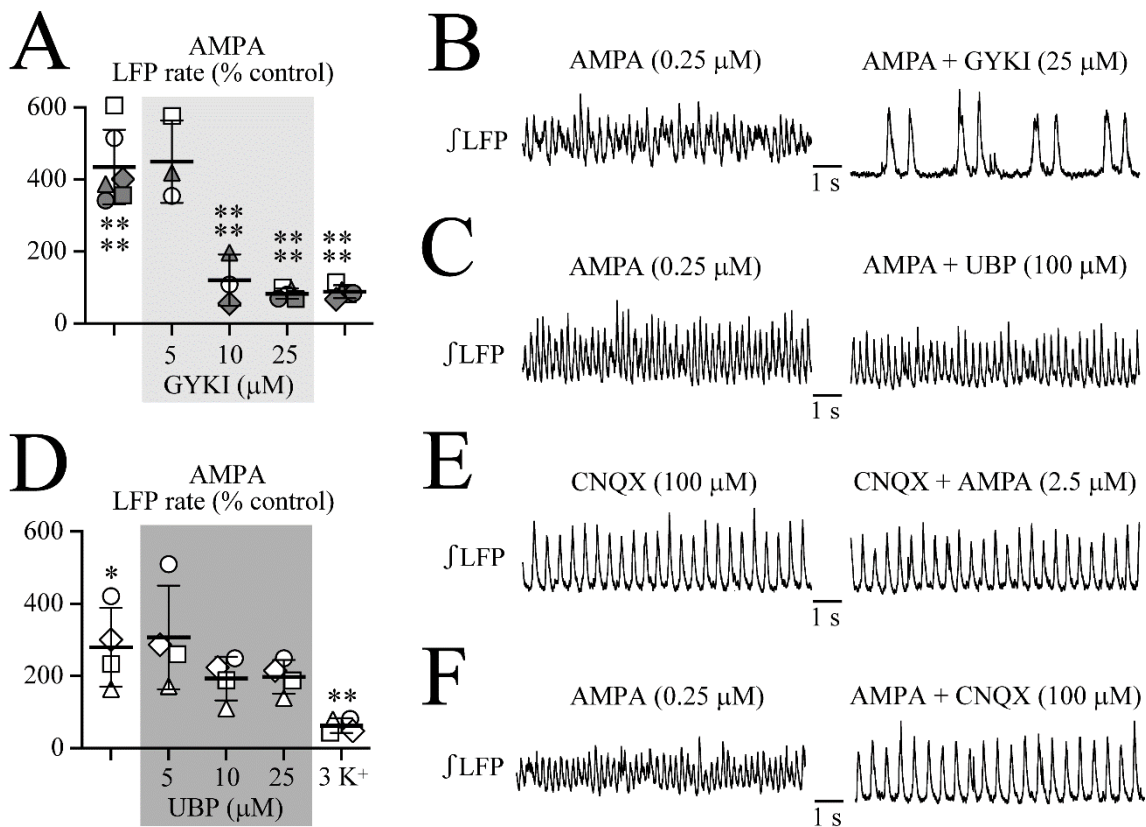 A
AMPA
LFP rate (% control)
600
400
200
0
**
**
**
**
**
**
**
**
5
10
25
GYKI (μM)
B
AMPA (0.25 μM)
AMPA + GYKI (25 μM)
∫LFP
1 s
C
AMPA (0.25 μM)
AMPA + UBP (100 μM)
∫LFP
1 s
D
AMPA
LFP rate (% control)
600
400
200
0
*
**
5
10
25
3 K⁺
UBP (μM)
E
CNQX (100 μM)
CNQX + AMPA (2.5 μM)
∫LFP
1 s
F
AMPA (0.25 μM)
AMPA + CNQX (100 μM)
∫LFP
1 s